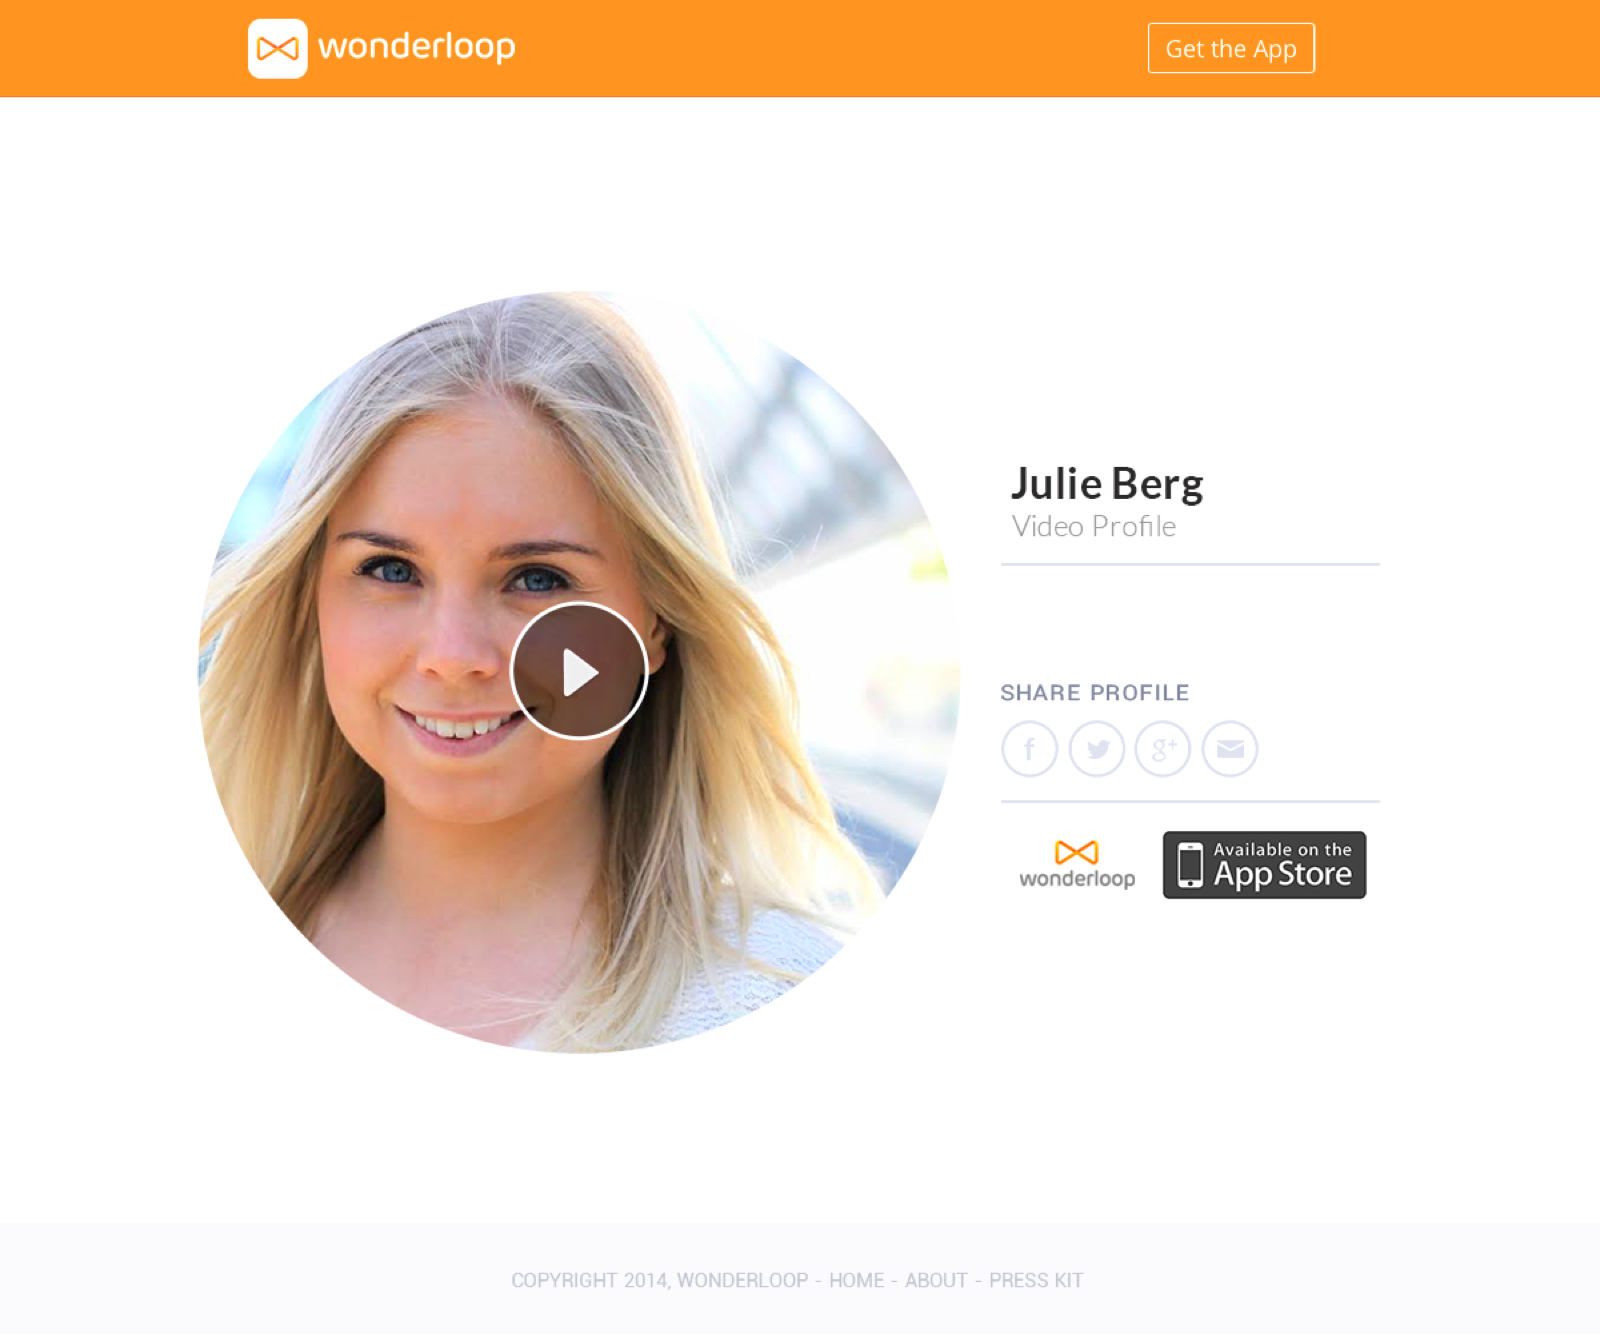 wonderloop
Get the App
Julie Berg
Video Profile
SHARE PROFILE
f
g+
wonderloop
Available on the
App Store
COPYRIGHT 2014, WONDERLOOP - HOME - ABOUT - PRESS KIT